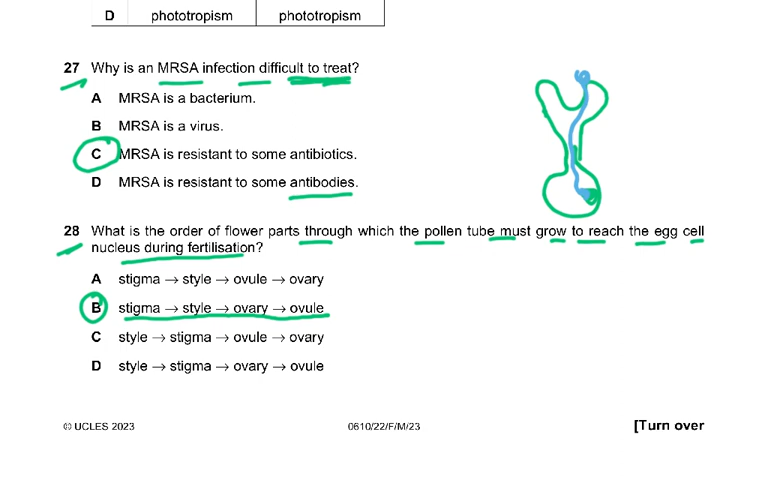 D phototropism phototropism
27 Why is an MRSA infection difficult to treat?
A MRSA is a bacterium.
B MRSA is a virus.
C MRSA is resistant to some antibiotics.
D MRSA is resistant to some antibodies.
28 What is the order of flower parts through which the pollen tube must grow to reach the egg cell
nucleus during fertilisation?
A stigma → style → ovule → ovary
B stigma → style → ovary → ovule
C style → stigma → ovule → ovary
D style → stigma → ovary → ovule
© UCLES 2023 0610/22/F/M/23 [Turn over